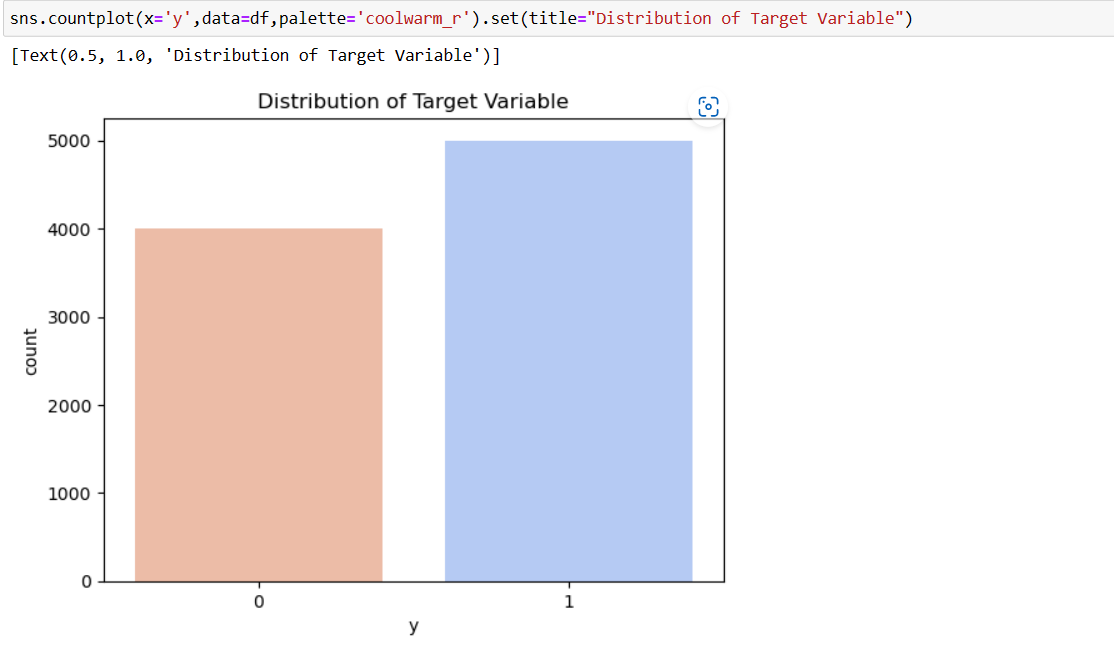 sns.countplot(x='y',data=df,palette='coolwarm_r').set(title="Distribution of Target Variable")
[Text(0.5, 1.0, 'Distribution of Target Variable')]
Distribution of Target Variable
5000
4000
3000
2000
1000
0
count
0 1
y